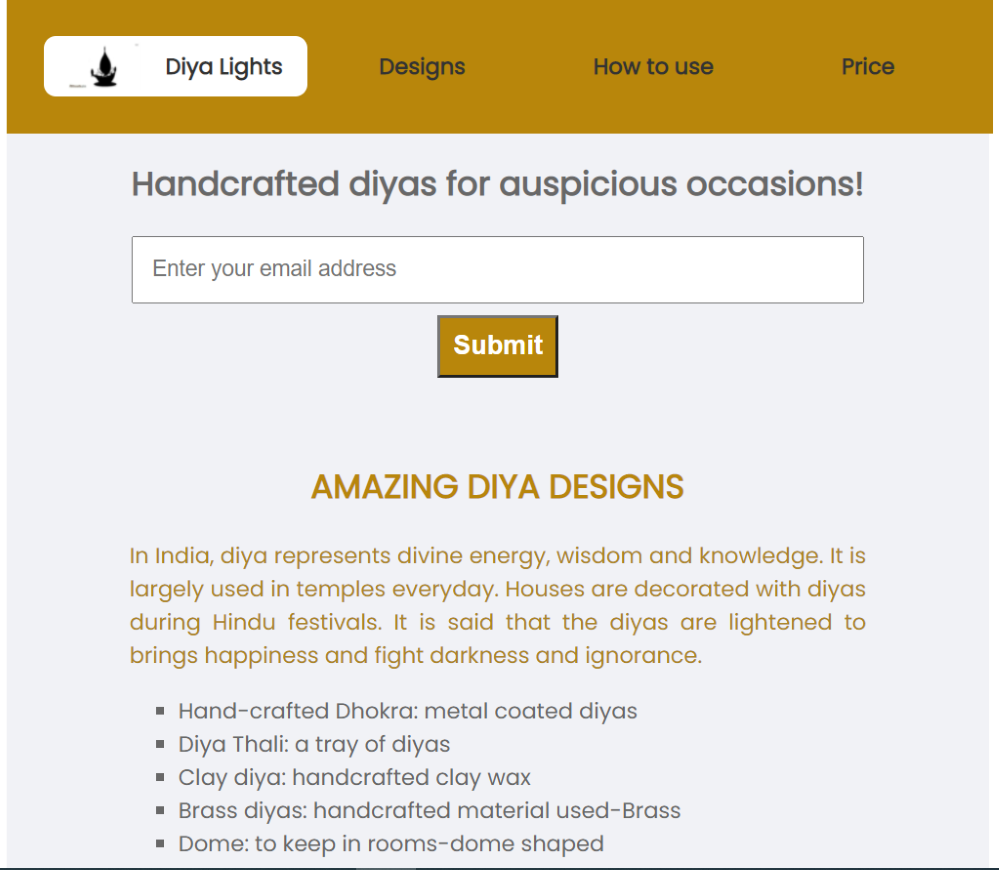 Diya Lights
Designs
How to use
Price
Handcrafted diyas for auspicious occasions!
Enter your email address
Submit
AMAZING DIYA DESIGNS
In India, diya represents divine energy, wisdom and knowledge. It is
largely used in temples everyday. Houses are decorated with diyas
during Hindu festivals. It is said that the diyas are lightened to
brings happiness and fight darkness and ignorance.
Hand-crafted Dhokra: metal coated diyas
Diya Thali: a tray of diyas
Clay diya: handcrafted clay wax
Brass diyas: handcrafted material used-Brass
Dome: to keep in rooms-dome shaped